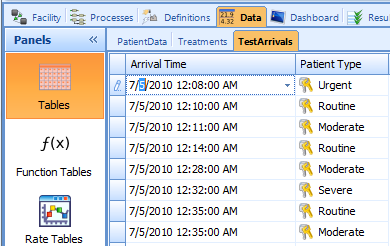 Facility Processes Definitions 21.9 4.32 Data Dashboard Resu
Panels «
PatientData Treatments TestArrivals
Tables
f(x)
Function Tables
Rate Tables
Arrival Time Patient Type
7/5/2010 12:08:00 AM Urgent
7/5/2010 12:10:00 AM Routine
7/5/2010 12:11:00 AM Moderate
7/5/2010 12:14:00 AM Routine
7/5/2010 12:28:00 AM Moderate
7/5/2010 12:32:00 AM Severe
7/5/2010 12:35:00 AM Routine
7/5/2010 12:35:00 AM Moderate